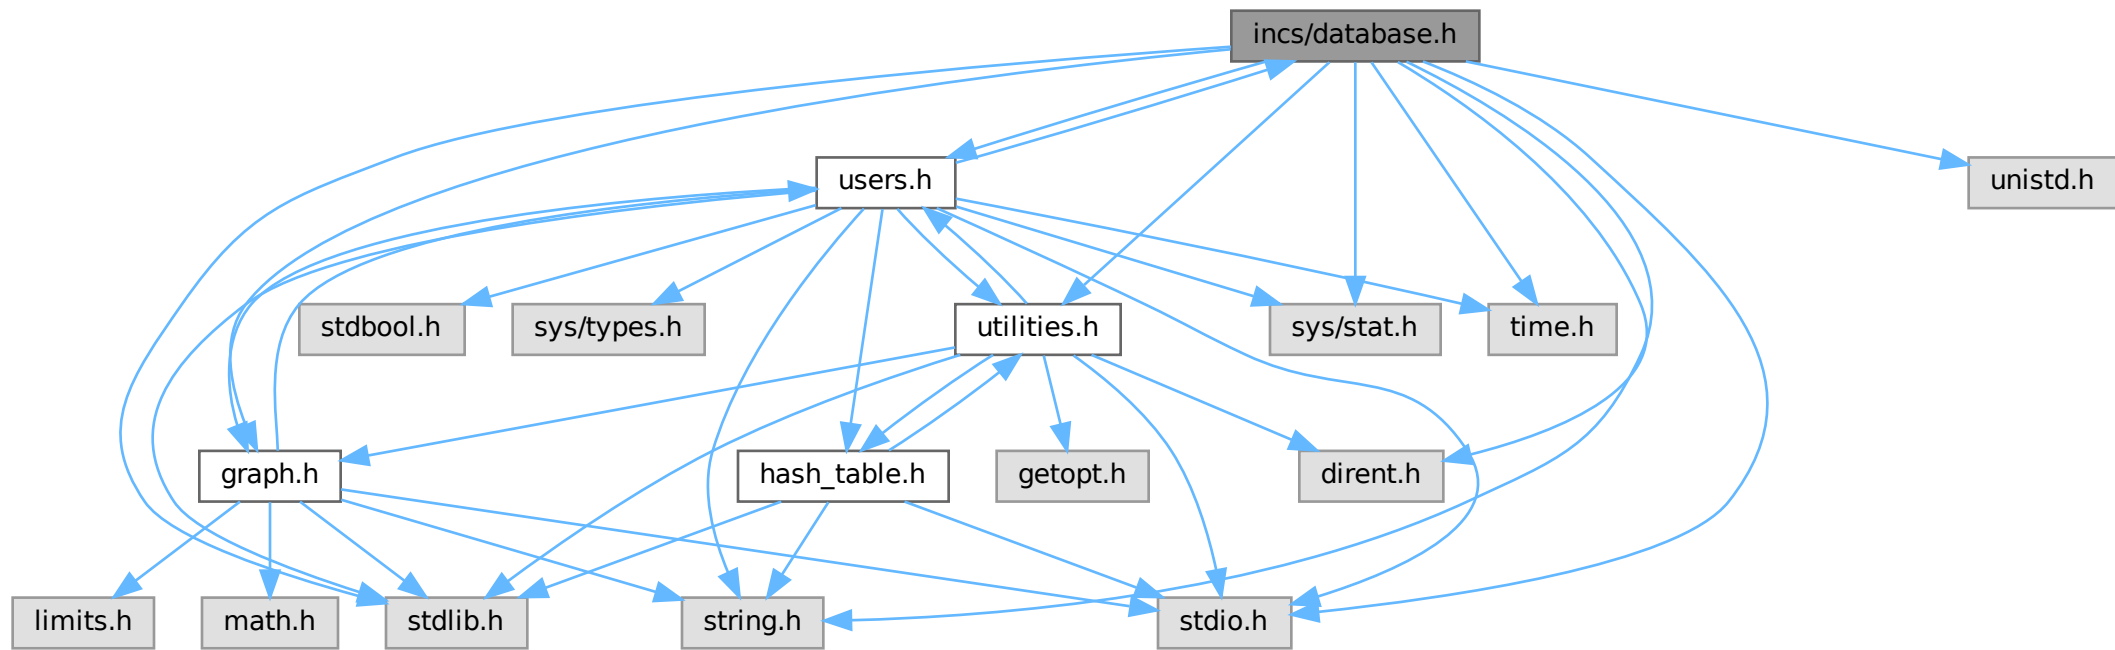 incs/database.h
users.h
unistd.h
stdbool.h
sys/types.h
utilities.h
sys/stat.h
time.h
graph.h
hash_table.h
getopt.h
dirent.h
limits.h
math.h
stdlib.h
string.h
stdio.h